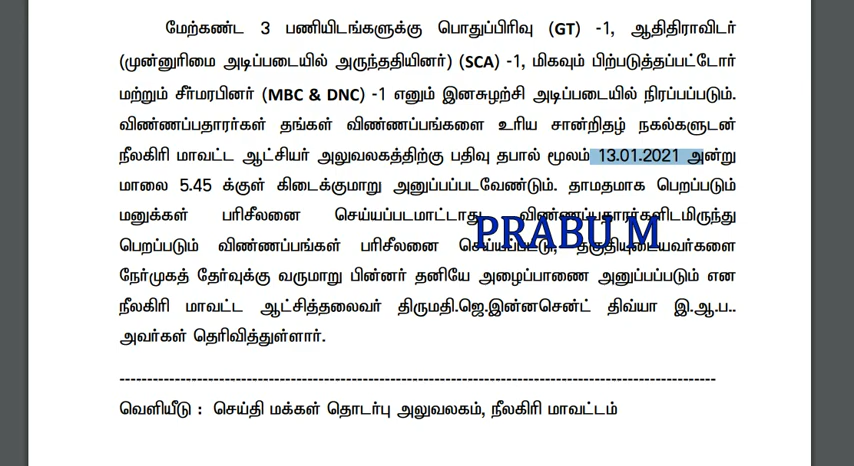 மேற்கண்ட 3 பணியிடங்களுக்கு பொதுப்பிரிவு (GT) -1, ஆதிதிராவிடர்
(முன்னுரிமை அடிப்படையில் அருந்ததியினர்) (SCA) -1, மிகவும் பிற்படுத்தப்பட்டோர்
மற்றும் சீர்மரபினர் (MBC & DNC) -1 எனும் இனசுழற்சி அடிப்படையில் நிரப்பப்படும்.
விண்ணப்பதாரர்கள் தங்கள் விண்ணப்பங்களை உரிய சான்றிதழ் நகல்களுடன்
நீலகிரி மாவட்ட ஆட்சியர் அலுவலகத்திற்கு பதிவு தபால் மூலம் 13.01.2021 அன்று
மாலை 5.45 க்குள் கிடைக்குமாறு அனுப்பப்படவேண்டும். தாமதமாக பெறப்படும்
மனுக்கள் பரிசீலனை செய்யப்படமாட்டாது. விண்ணப்பதாரர்களிடமிருந்து
PRABU M
பெறப்படும் விண்ணப்பங்கள் பரிசீலனை செய்யப்பட்டு, தகுதியுடையவர்களை
நேர்முகத் தேர்வுக்கு வருமாறு பின்னர் தனியே அழைப்பாணை அனுப்பப்படும் என
நீலகிரி மாவட்ட ஆட்சித்தலைவர் திருமதி.ஜெ.இன்னசென்ட் திவ்யா இ.ஆ.ப..
அவர்கள் தெரிவித்துள்ளார்.
வெளியீடு : செய்தி மக்கள் தொடர்பு அலுவலகம், நீலகிரி மாவட்டம்